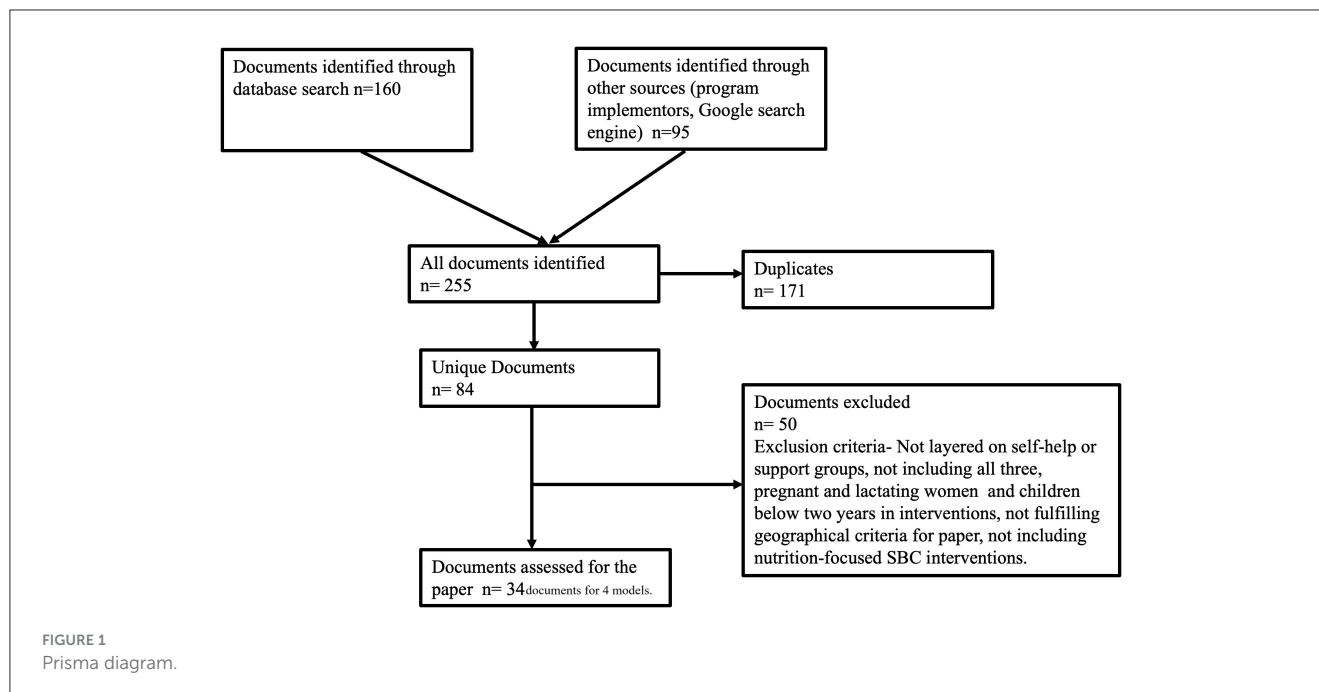 Documents identified through
database search n=160
Documents identified through
other sources (program
implementors, Google search
engine) n=95
All documents identified
n= 255
Duplicates
n= 171
Unique Documents
n= 84
Documents excluded
n= 50
Exclusion criteria- Not layered on self-help or
support groups, not including all three,
pregnant and lactating women and children
below two years in interventions, not fulfilling
geographical criteria for paper, not including
nutrition-focused SBC interventions.
Documents assessed for the
paper n= 34documents for 4 models.
FIGURE 1
Prisma diagram.